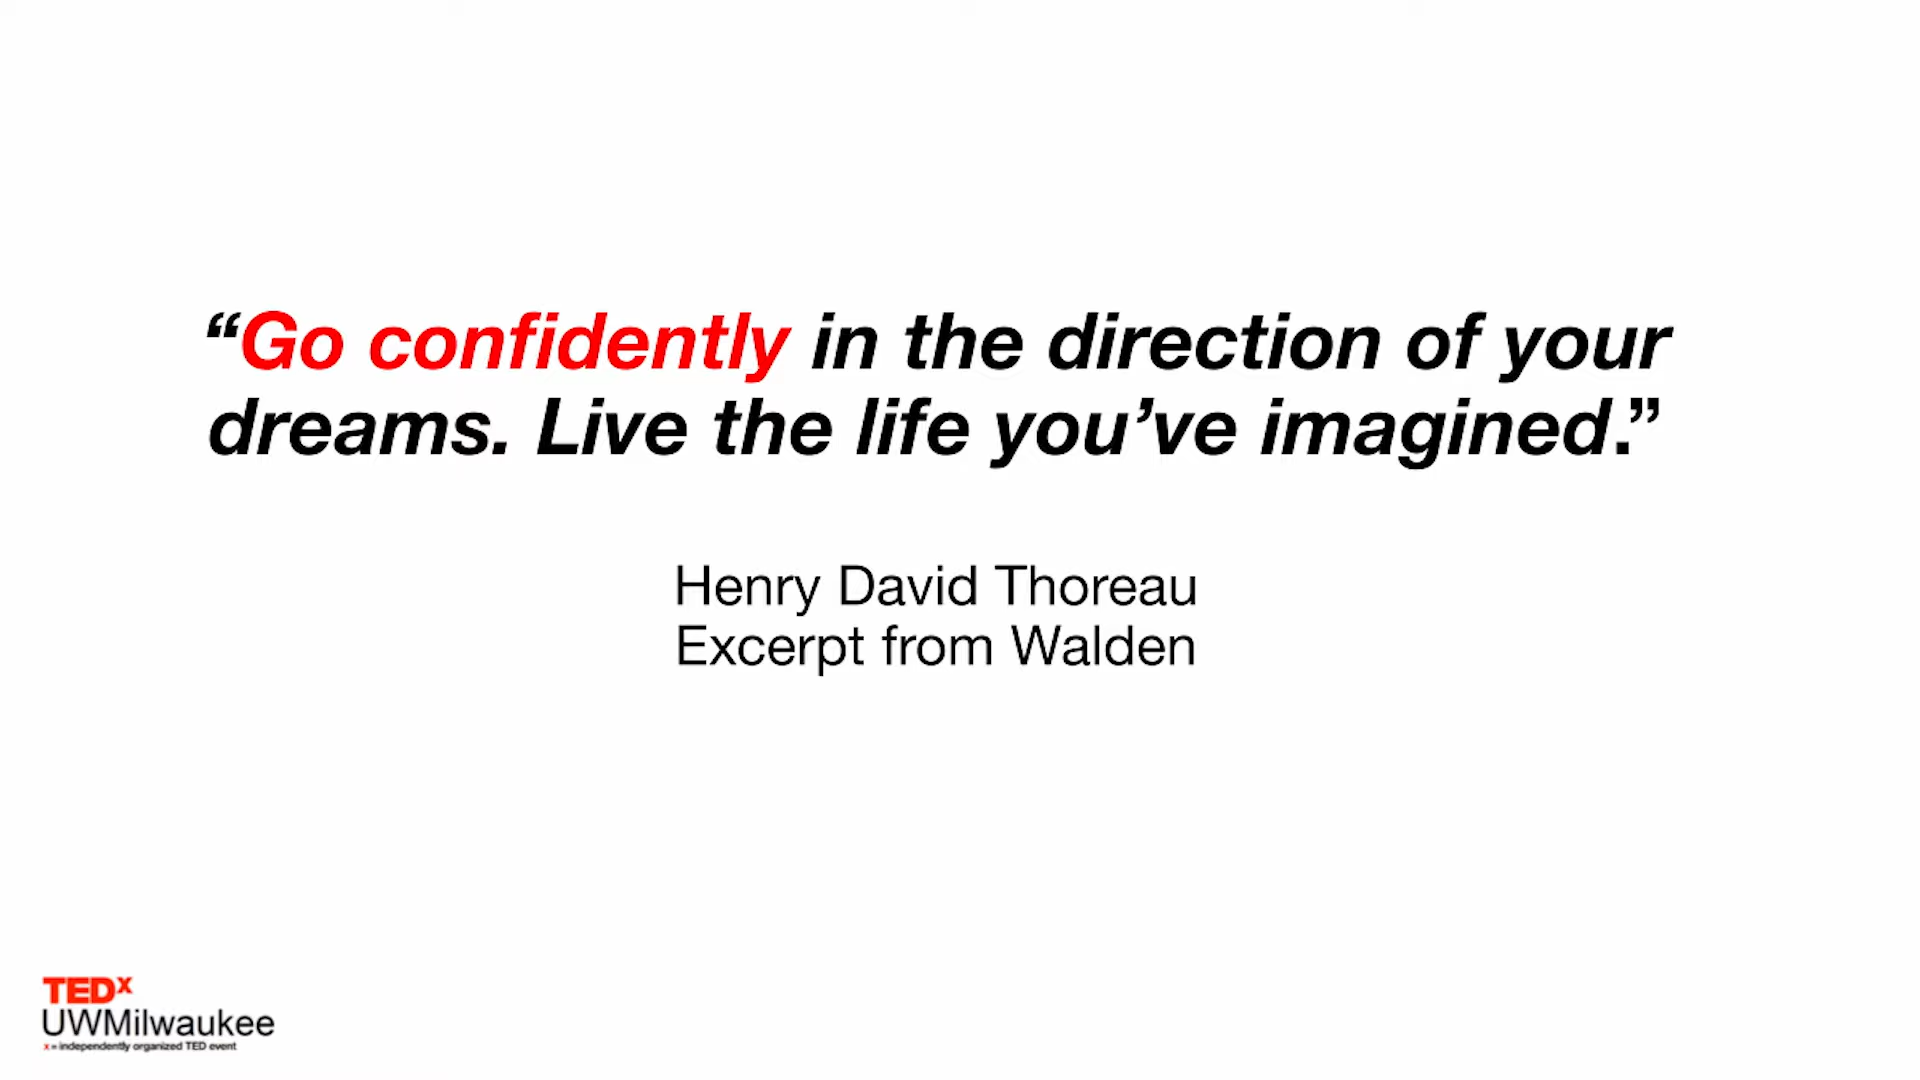 “Go confidently in the direction of your
dreams. Live the life you’ve imagined.”
Henry David Thoreau
Excerpt from Walden
TEDx
UWMilwaukee
x = independently organized TED event